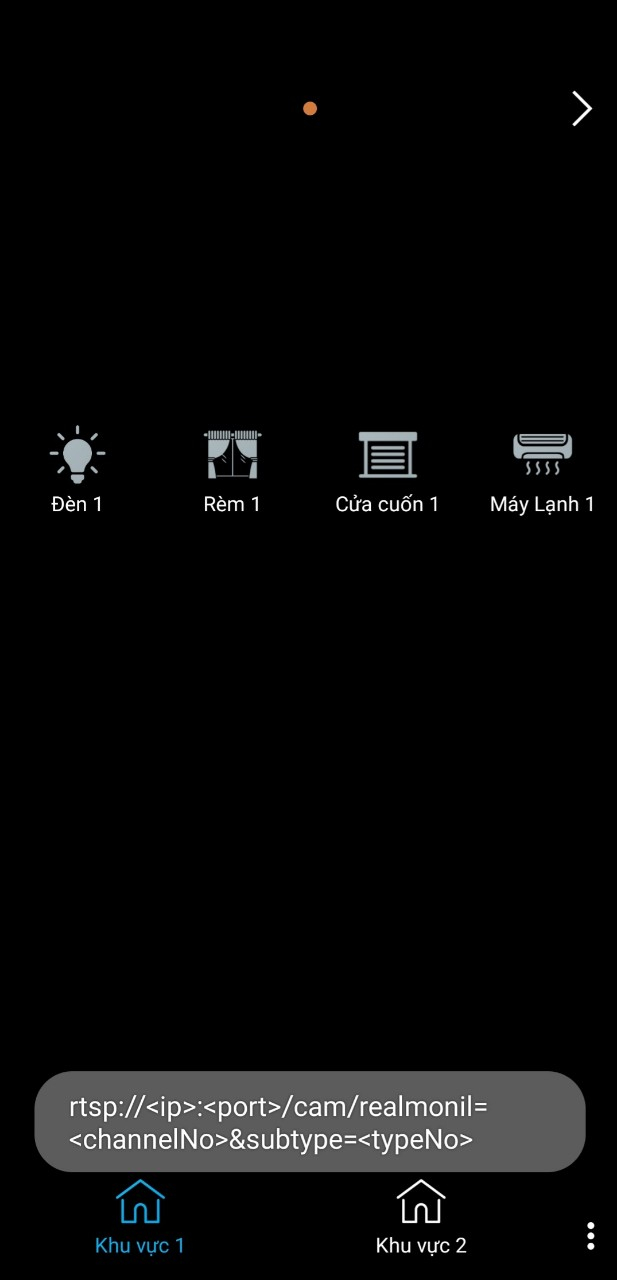 Đèn 1
Rèm 1
Cửa cuốn 1
Máy Lạnh 1
rtsp://<ip>:<port>/cam/realmonil=
<channelNo>&subtype=<typeNo>
Khu vực 1
Khu vực 2